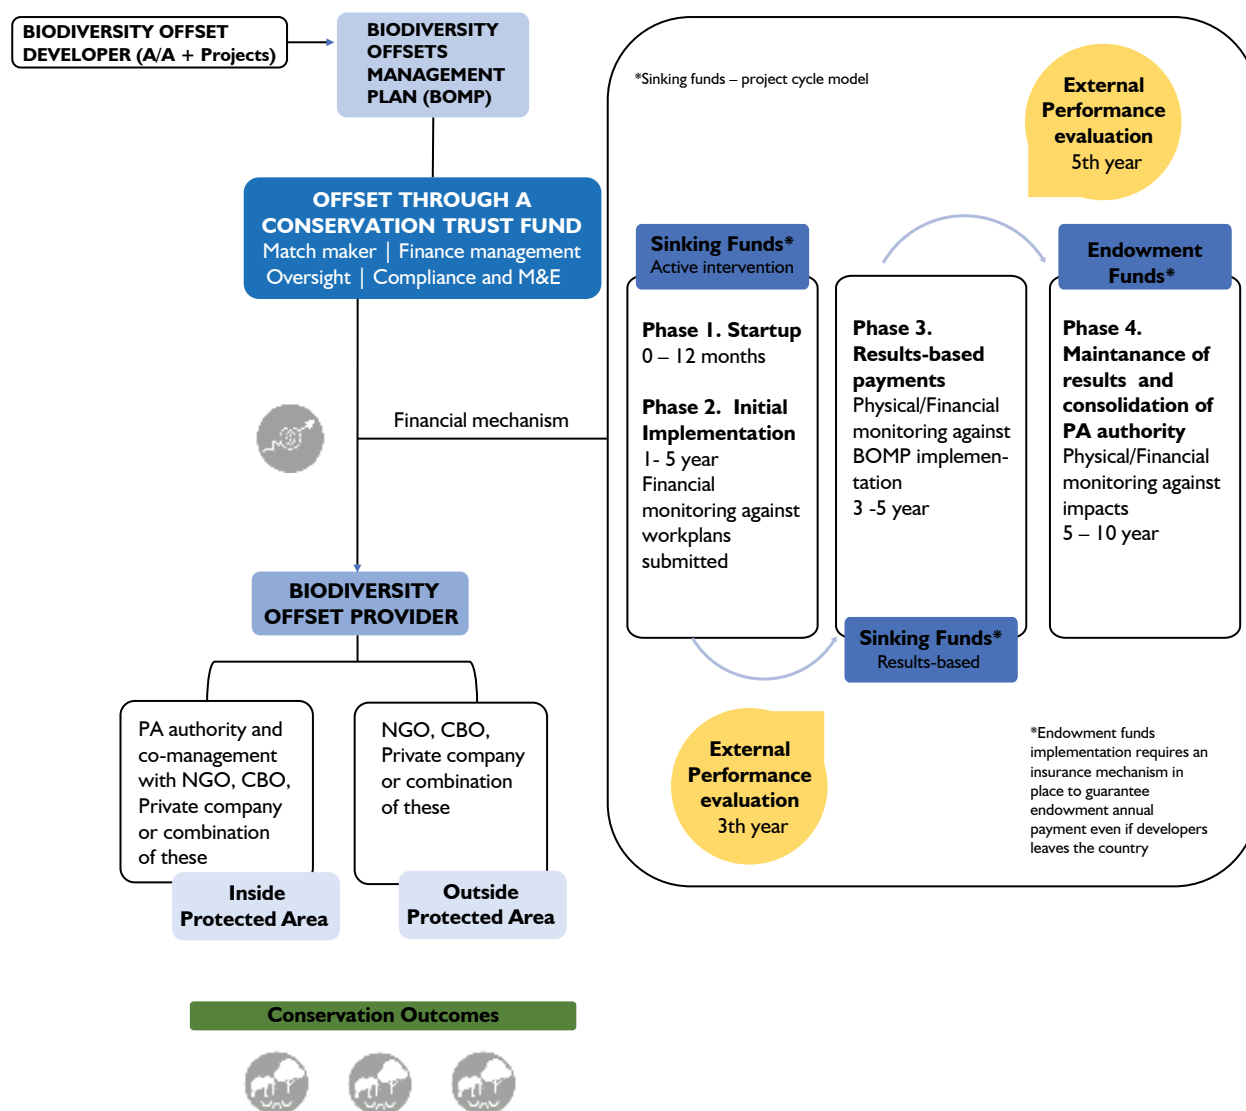 BIODIVERSITY OFFSET
DEVELOPER (A/A + Projects)
BIODIVERSITY
OFFSETS
MANAGEMENT
PLAN (BOMP)
OFFSET THROUGH A
CONSERVATION TRUST FUND
Match maker | Finance management
Oversight | Compliance and M&E
Financial mechanism
BIODIVERSITY
OFFSET PROVIDER
PA authority and
co-management
with NGO, CBO,
Private company
or combination
of these
Inside
Protected Area
NGO, CBO,
Private company
or combination
of these
Outside
Protected Area
Conservation Outcomes
*Sinking funds – project cycle model
External
Performance
evaluation
5th year
Sinking Funds*
Active intervention
Phase 1. Startup
0 – 12 months
Phase 2. Initial
Implementation
1- 5 year
Financial
monitoring against
workplans
submitted
Phase 3.
Results-based
payments
Physical/Financial
monitoring against
BOMP implemen-
tation
3 -5 year
Sinking Funds*
Results-based
Endowment
Funds*
Phase 4.
Maintanance of
results and
consolidation of
PA authority
Physical/Financial
monitoring against
impacts
5 – 10 year
External
Performance
evaluation
3th year
*Endowment funds
implementation requires an
insurance mechanism in
place to guarantee
endowment annual
payment even if developers
leaves the country